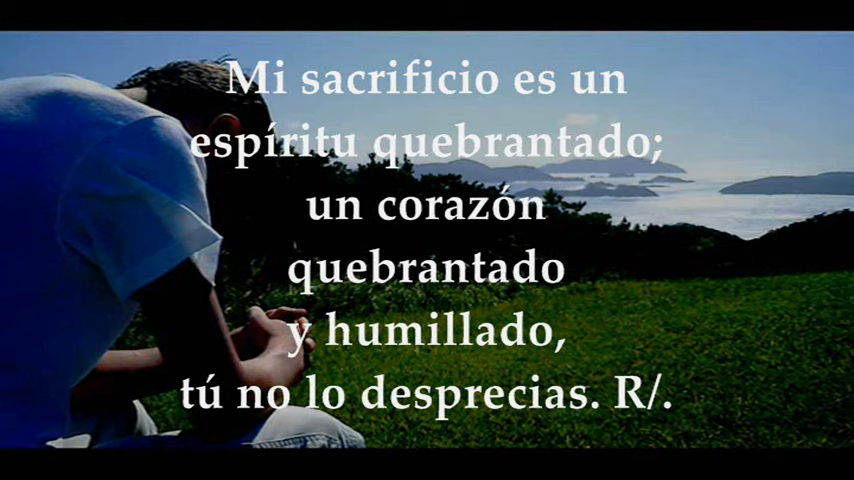 Mi sacrificio es un
espíritu quebrantado;
un corazón
quebrantado
y humillado,
tú no lo desprecias. R/.